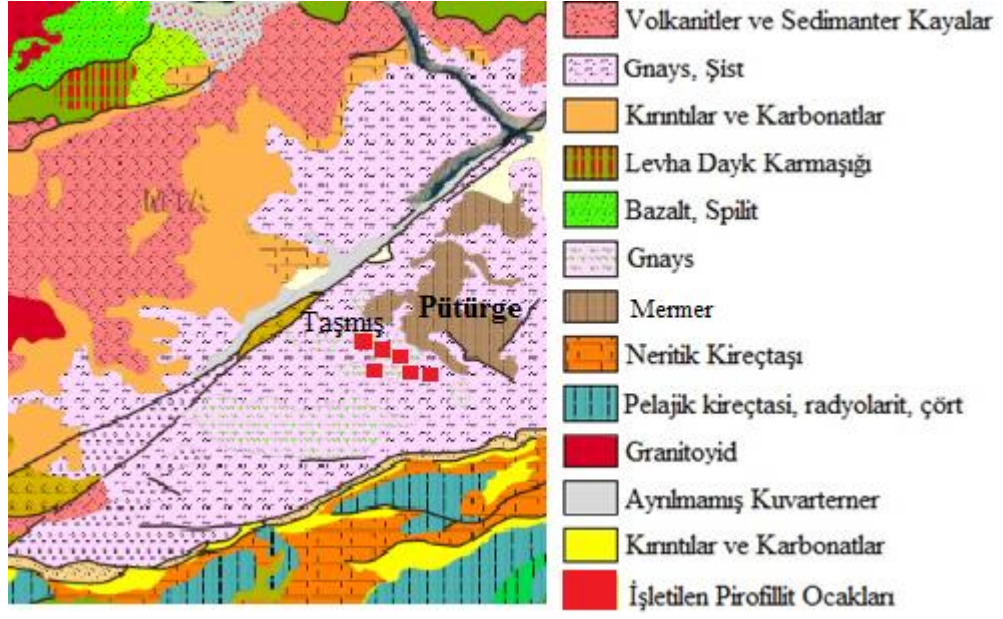 Volkanitler ve Sedimanter Kayalar
Gnays, Şist
Kırıntılar ve Karbonatlar
Levha Dayk Karmaşığı
Bazalt, Spilit
Gnays
Mermer
Neritik Kireçtaşı
Pelajik kireçtasi, radyolarit, çört
Granitoyid
Ayrılmamış Kuvarterner
Kırıntılar ve Karbonatlar
İşletilen Pirofillit Ocakları
Taşmış
Pütürge